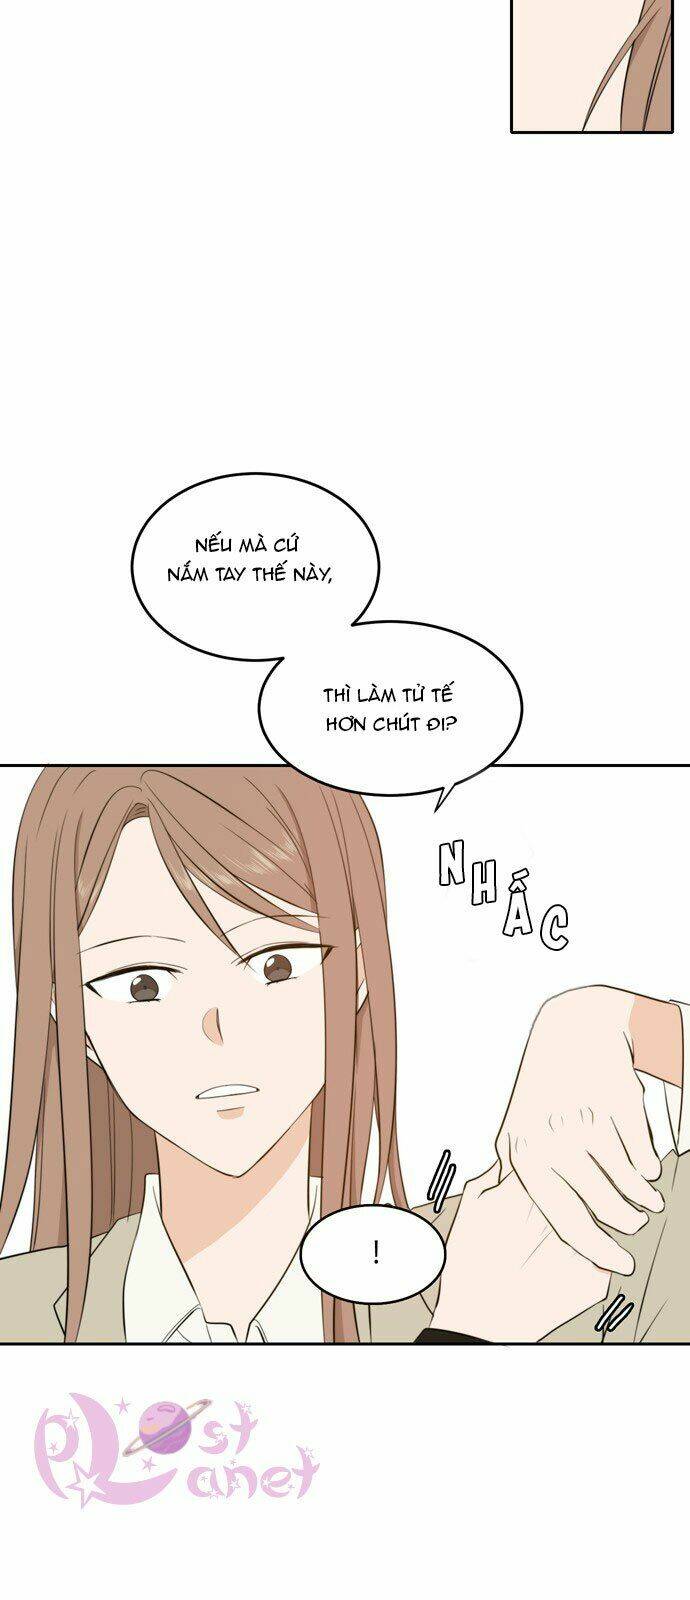 NẾU MÀ CỨ
NẮM TAY THẾ NÀY,
THÌ LÀM TỬ TẾ
HƠN CHÚT ĐI?
NHẤC
!
Lost
Planet